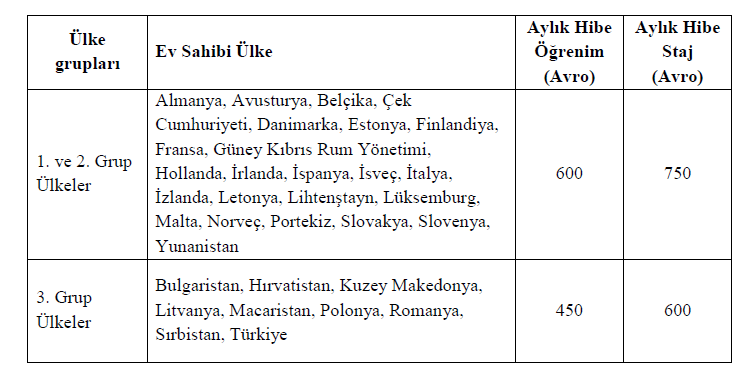 Ülke
grupları
Ev Sahibi Ülke
Aylık Hibe
Öğrenim
(Avro)
Aylık Hibe
Staj
(Avro)
1. ve 2. Grup
Ülkeler
Almanya, Avusturya, Belçika, Çek
Cumhuriyeti, Danimarka, Estonya, Finlandiya,
Fransa, Güney Kıbrıs Rum Yönetimi,
Hollanda, İrlanda, İspanya, İsveç, İtalya,
İzlanda, Letonya, Lihtenştayn, Lüksemburg,
Malta, Norveç, Portekiz, Slovakya, Slovenya,
Yunanistan
600
750
3. Grup
Ülkeler
Bulgaristan, Hırvatistan, Kuzey Makedonya,
Litvanya, Macaristan, Polonya, Romanya,
Sırbistan, Türkiye
450
600